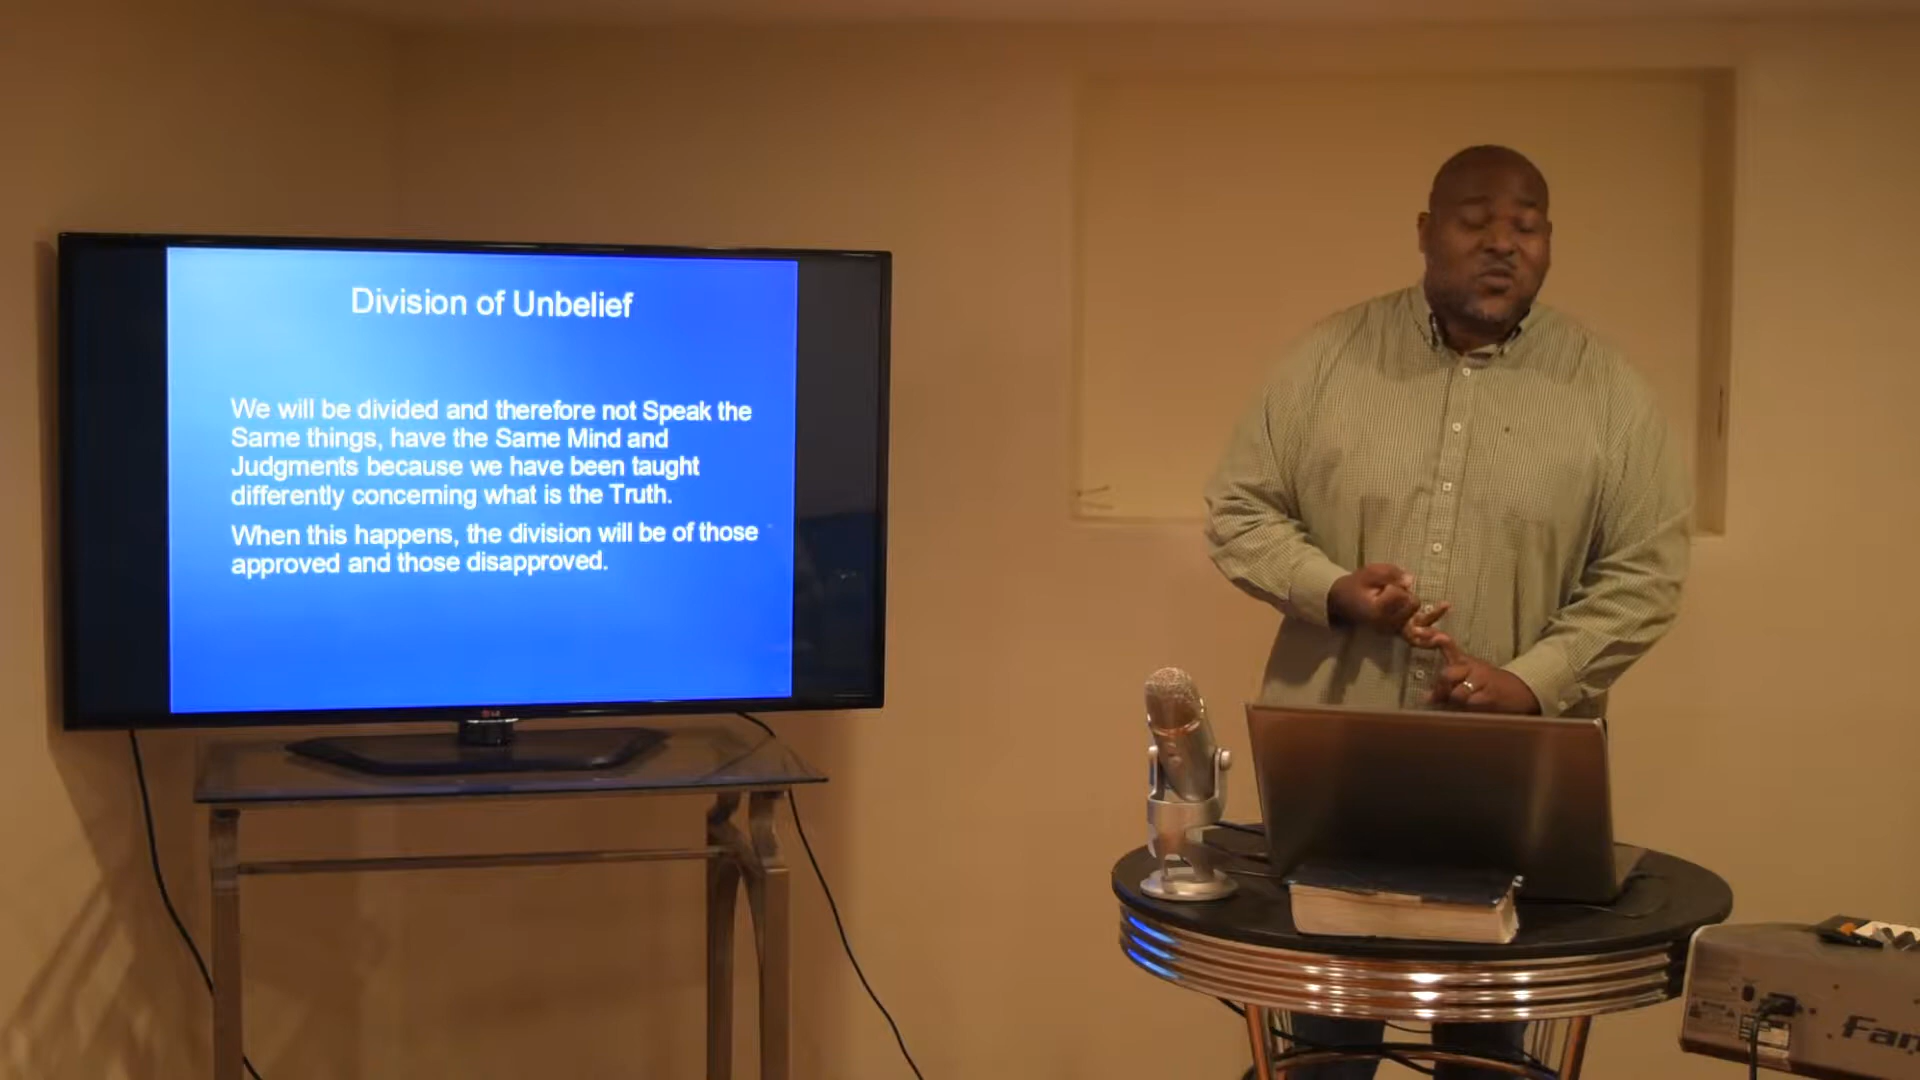 Division of Unbelief
We will be divided and therefore not Speak the
Same things, have the Same Mind and
Judgments because we have been taught
differently concerning what is the Truth.
When this happens, the division will be of those
approved and those disapproved.
LG
Fan